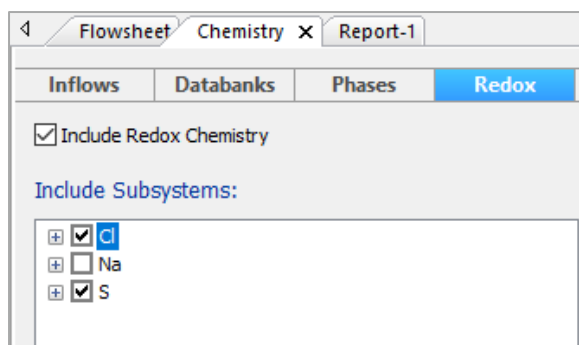 Flowsheet Chemistry Report-1
Inflows Databanks Phases Redox
Include Redox Chemistry
Include Subsystems:
Cl
Na
S